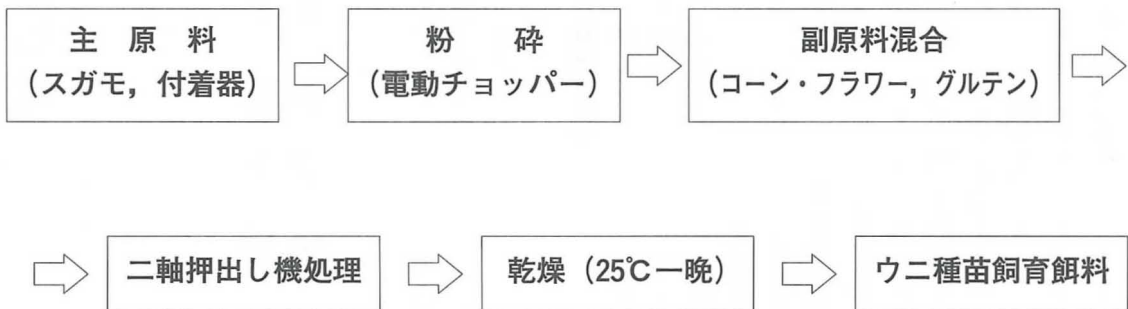 主 原 料
(スガモ，付着器)
粉 砕
(電動チョッパー)
副原料混合
(コーン・フラワー，グルテン)
二軸押出し機処理
乾燥（25℃一晩）
ウニ種苗飼育餌料